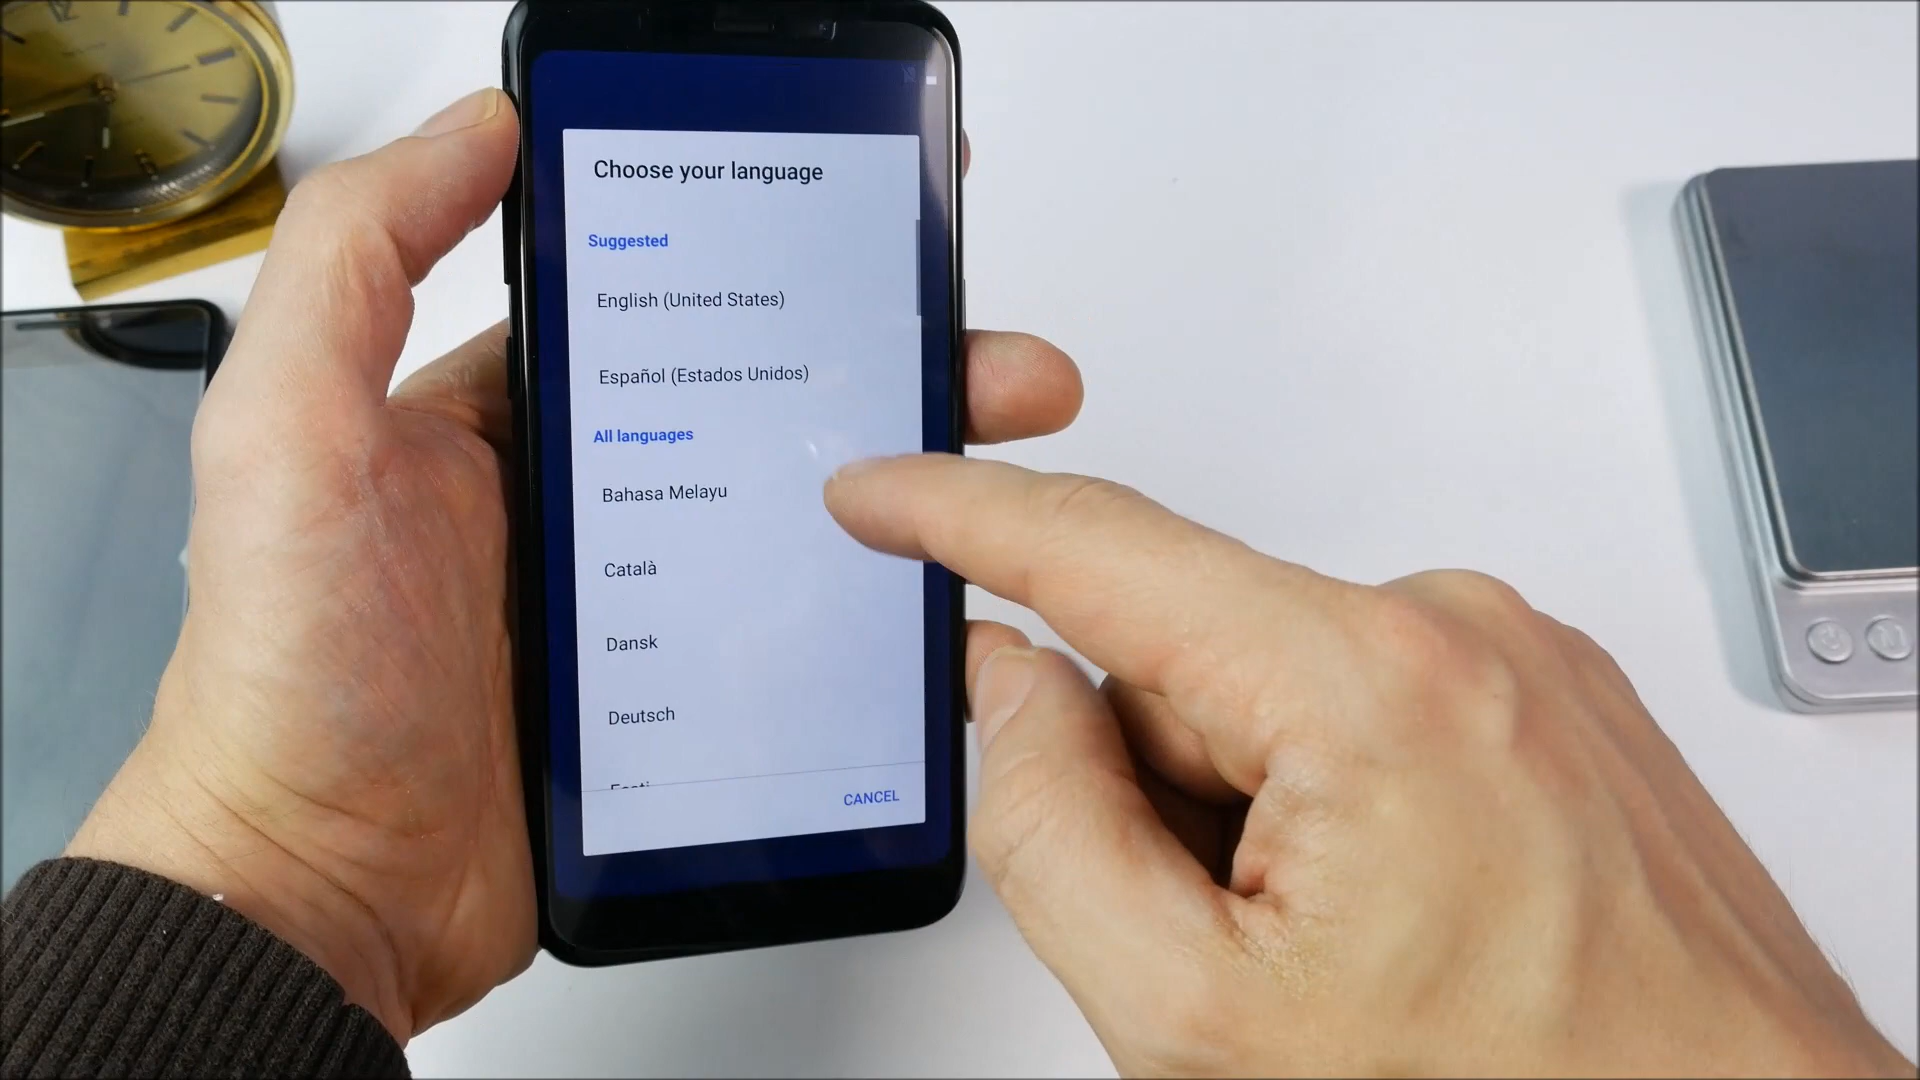 Choose your language
Suggested
English (United States)
Español (Estados Unidos)
All languages
Bahasa Melayu
Català
Dansk
Deutsch
CANCEL